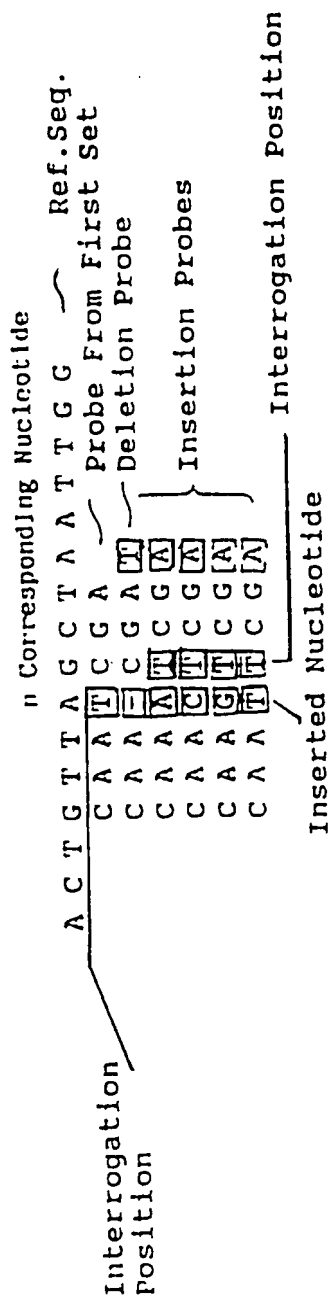 n Corresponding Nucleotide
A C T G T T A G C T A A T T G G Ref.Seq.
C A A T C G A Probe From First Set
C A A - C G A T Deletion Probe
C A A A T C G A
C A A C T C G A
C A A G T C G A
C A A T T C G A
Insertion Probes
Interrogation
Position
Inserted Nucleotide
Interrogation Position